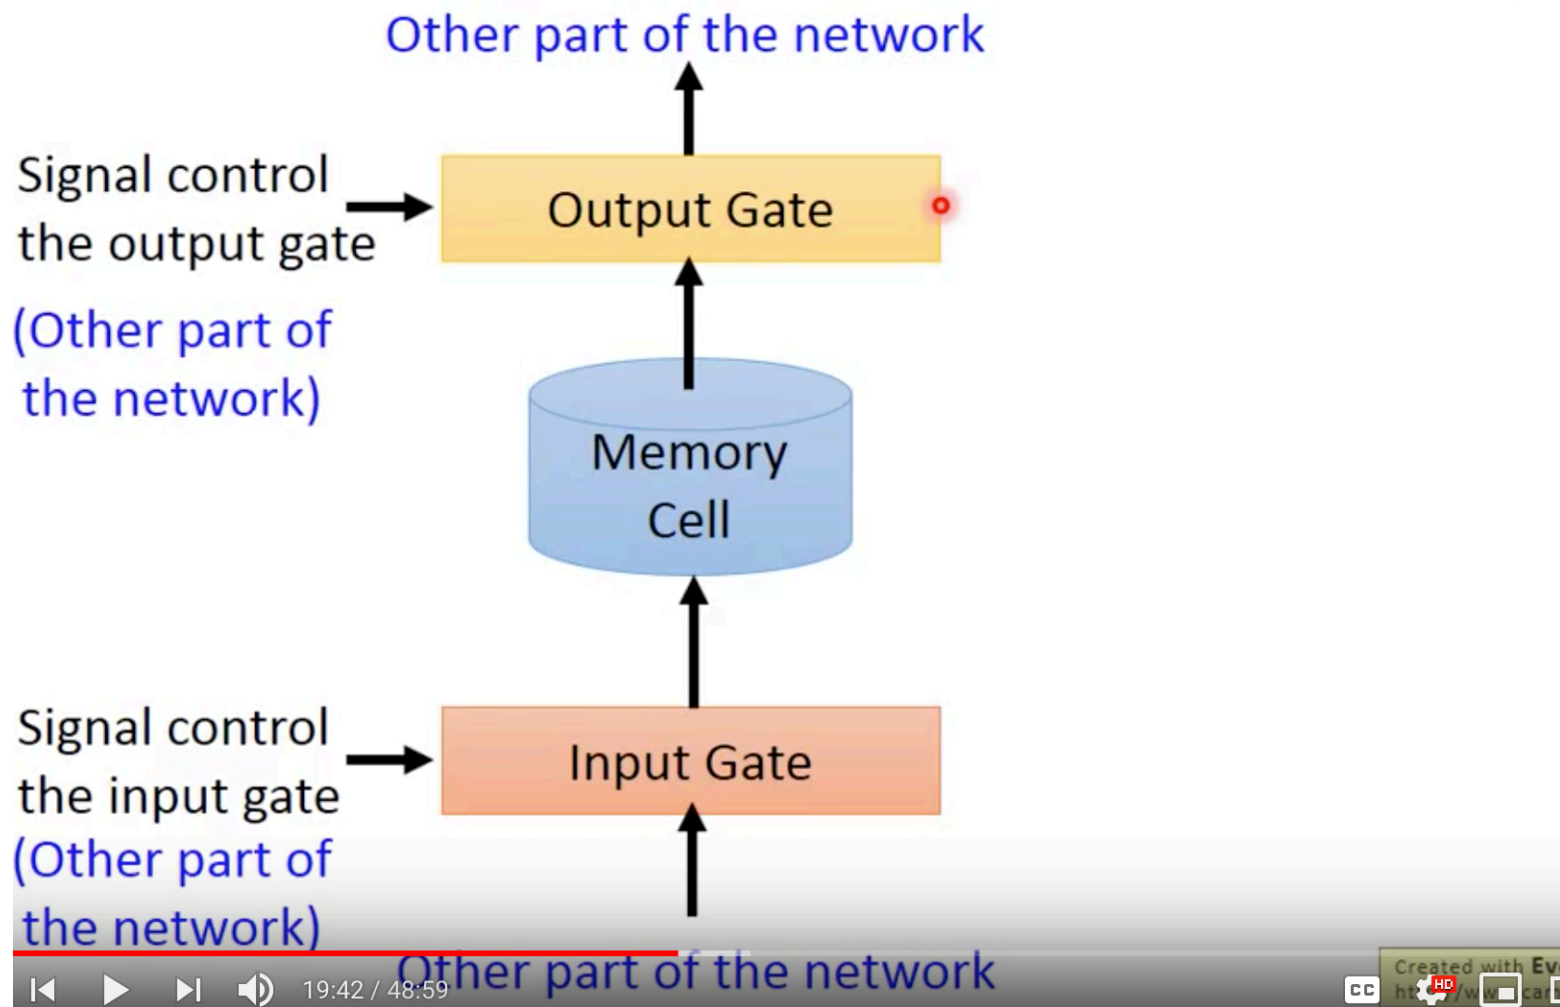 Other part of the network
Signal control
the output gate
Output Gate
(Other part of
the network)
Memory
Cell
Signal control
the input gate
Input Gate
(Other part of
the network)
Other part of the network
19:42 / 48:59
CC
HD
Created with